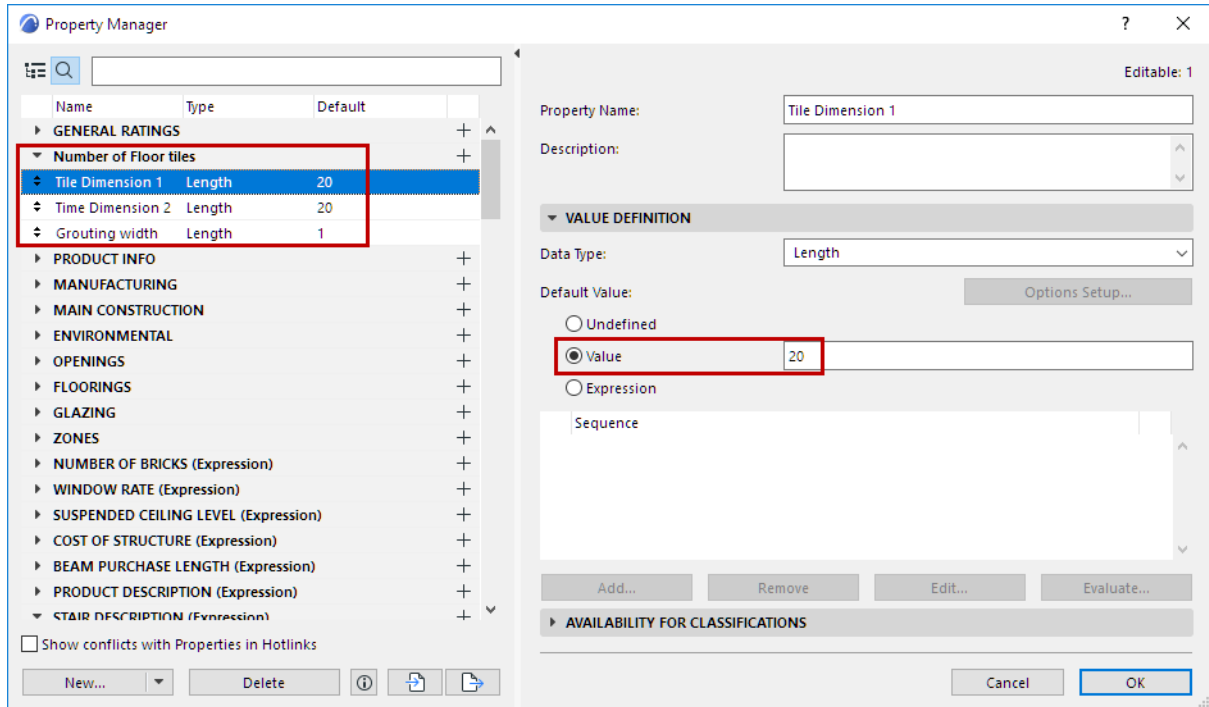 Property Manager
?
Editable: 1
Name Type Default
GENERAL RATINGS
Number of Floor tiles
Tile Dimension 1 Length 20
Time Dimension 2 Length 20
Grouting width Length 1
PRODUCT INFO
MANUFACTURING
MAIN CONSTRUCTION
ENVIRONMENTAL
OPENINGS
FLOORINGS
GLAZING
ZONES
NUMBER OF BRICKS (Expression)
WINDOW RATE (Expression)
SUSPENDED CEILING LEVEL (Expression)
COST OF STRUCTURE (Expression)
BEAM PURCHASE LENGTH (Expression)
PRODUCT DESCRIPTION (Expression)
STAIR DESCRIPTION (Expression)
Show conflicts with Properties in Hotlinks
New... Delete
Property Name: Tile Dimension 1
Description:
VALUE DEFINITION
Data Type: Length
Default Value: Options Setup...
Undefined
Value 20
Expression
Sequence
Add... Remove Edit... Evaluate...
AVAILABILITY FOR CLASSIFICATIONS
Cancel OK